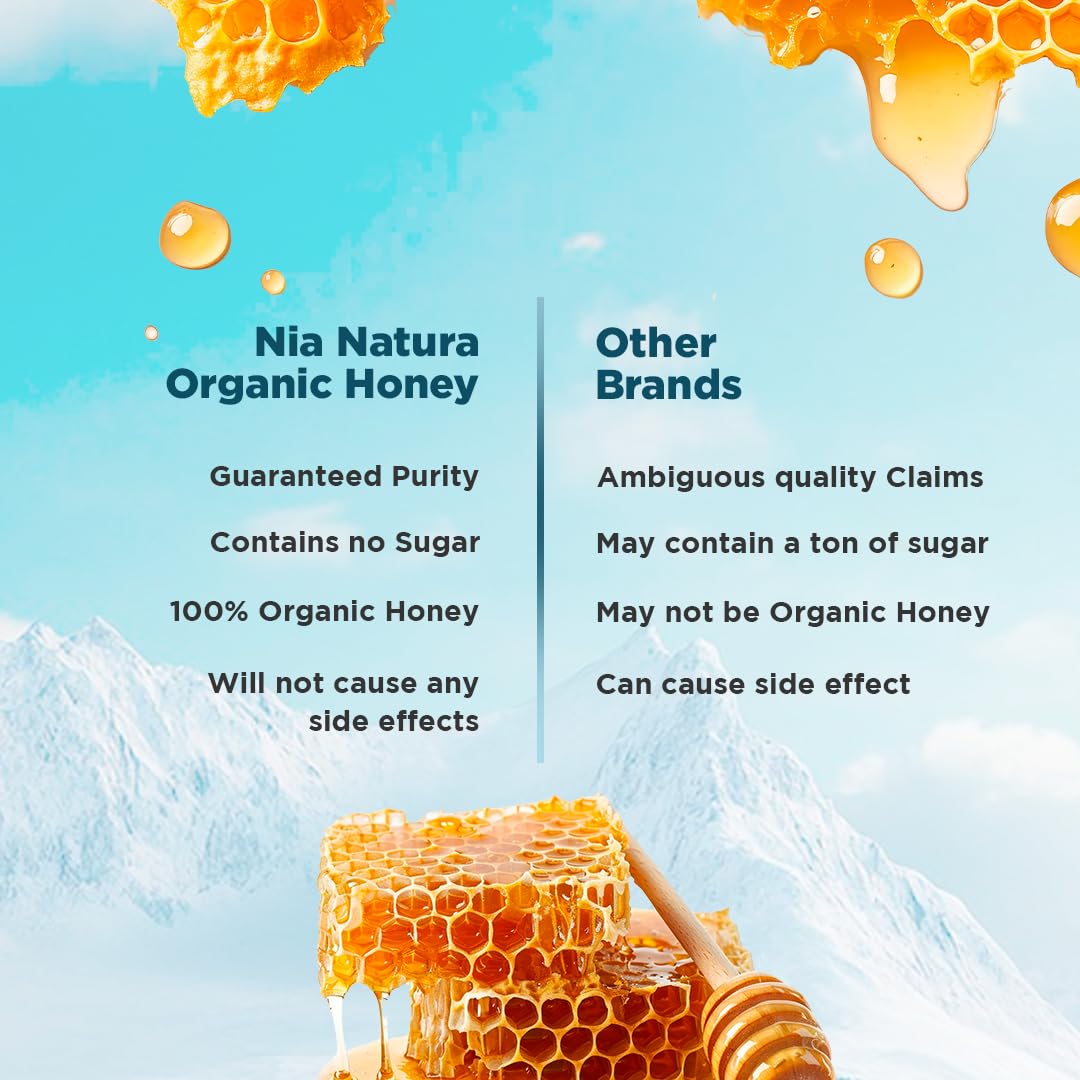 Nia Natura
Organic Honey
Guaranteed Purity
Contains no Sugar
100% Organic Honey
Will not cause any
side effects
Other
Brands
Ambiguous quality Claims
May contain a ton of sugar
May not be Organic Honey
Can cause side effect